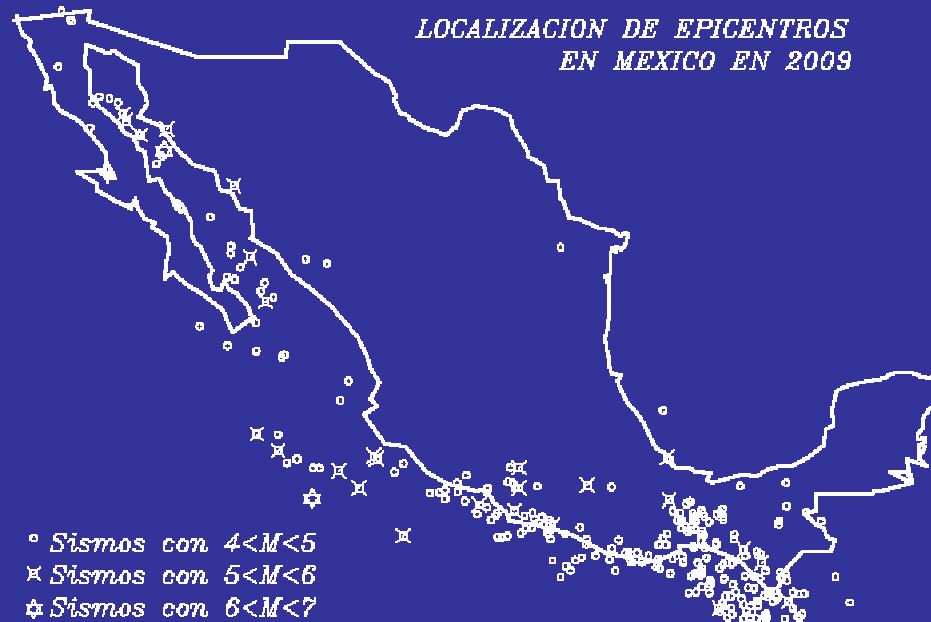 LOCALIZACION DE EPICENTROS
EN MEXICO EN 2009
Sismos con 4<M<5
Sismos con 5<M<6
Sismos con 6<M<7